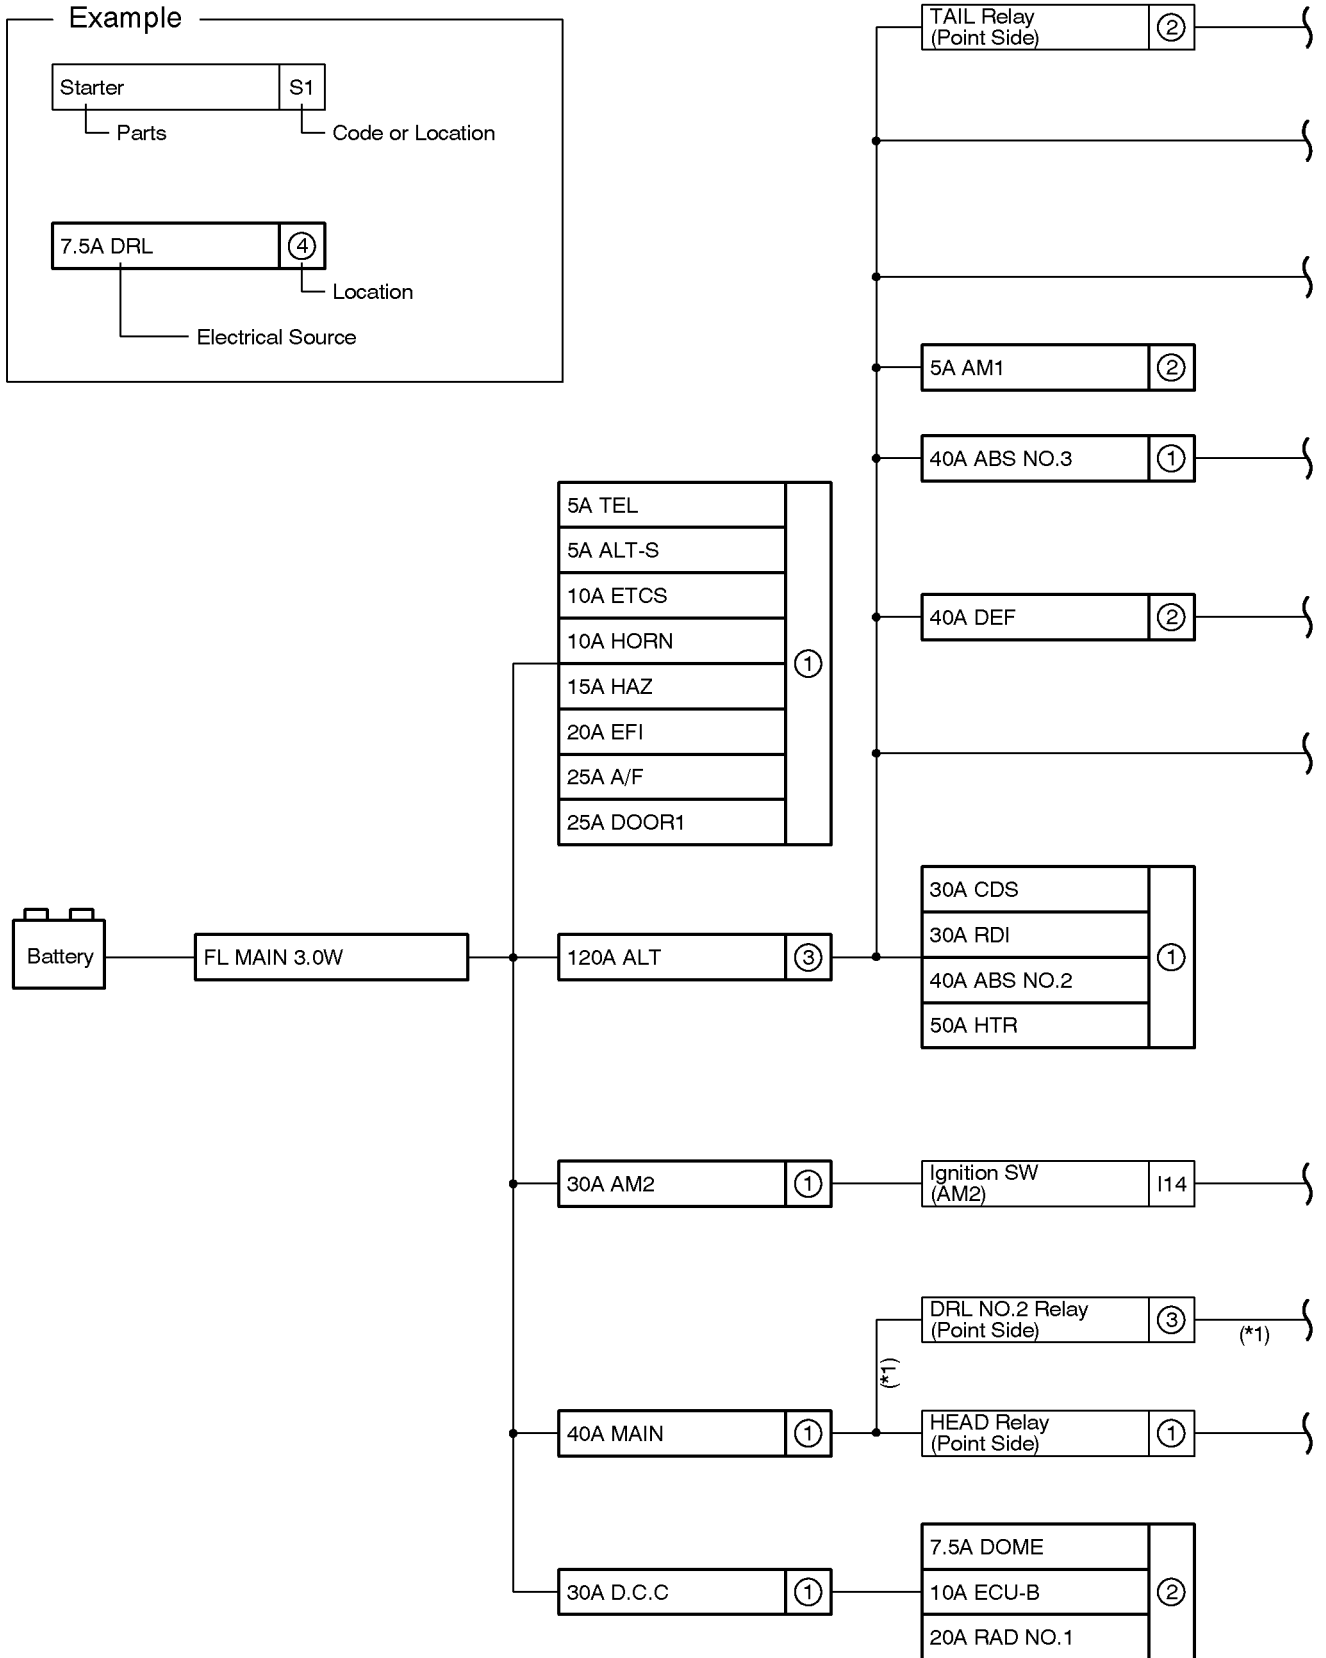 Example
Starter
S1
Parts
Code or Location
7.5A DRL
④
Location
Electrical Source
TAIL Relay
(Point Side)
②
5A AM1
②
40A ABS NO.3
①
5A TEL
5A ALT-S
10A ETCS
10A HORN
15A HAZ
20A EFI
25A A/F
25A DOOR1
①
40A DEF
②
30A CDS
30A RDI
40A ABS NO.2
50A HTR
①
Battery
FL MAIN 3.0W
120A ALT
③
30A AM2
①
Ignition SW
(AM2)
I14
DRL NO.2 Relay
(Point Side)
③
(*1)
(*1)
40A MAIN
①
HEAD Relay
(Point Side)
①
30A D.C.C
①
7.5A DOME
10A ECU-B
20A RAD NO.1
②